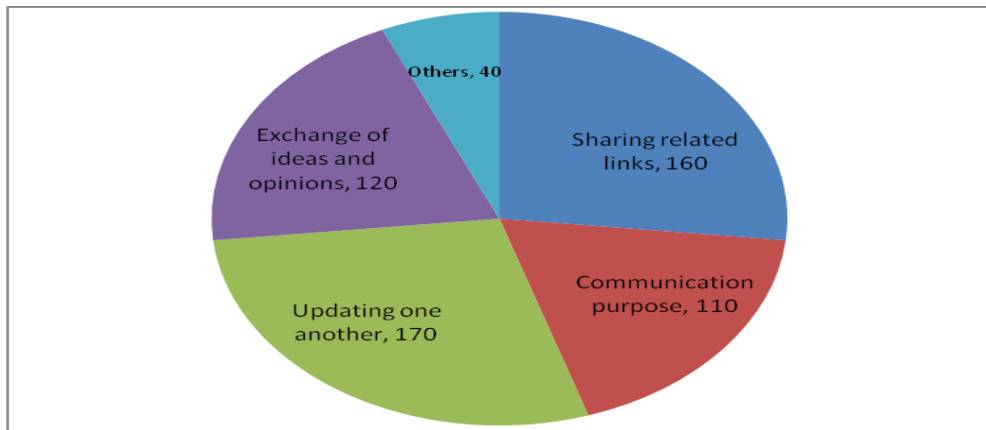 Others, 40
Sharing related
links, 160
Communication
purpose, 110
Updating one
another, 170
Exchange of
ideas and
opinions, 120